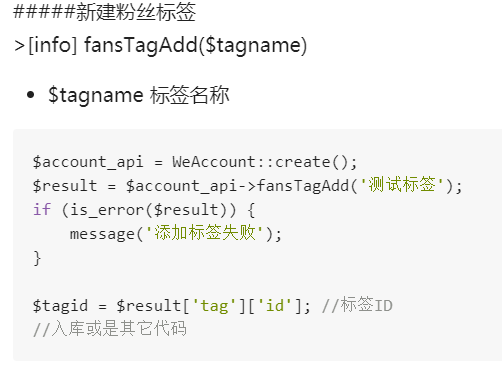 #####新建粉丝标签
>[info] fansTagAdd($tagname)
• $tagname 标签名称
$account_api = WeAccount::create();
$result = $account_api->fansTagAdd('测试标签');
if (is_error($result)) {
    message('添加标签失败');
}
$tagid = $result['tag']['id']; //标签ID
//入库或是其它代码